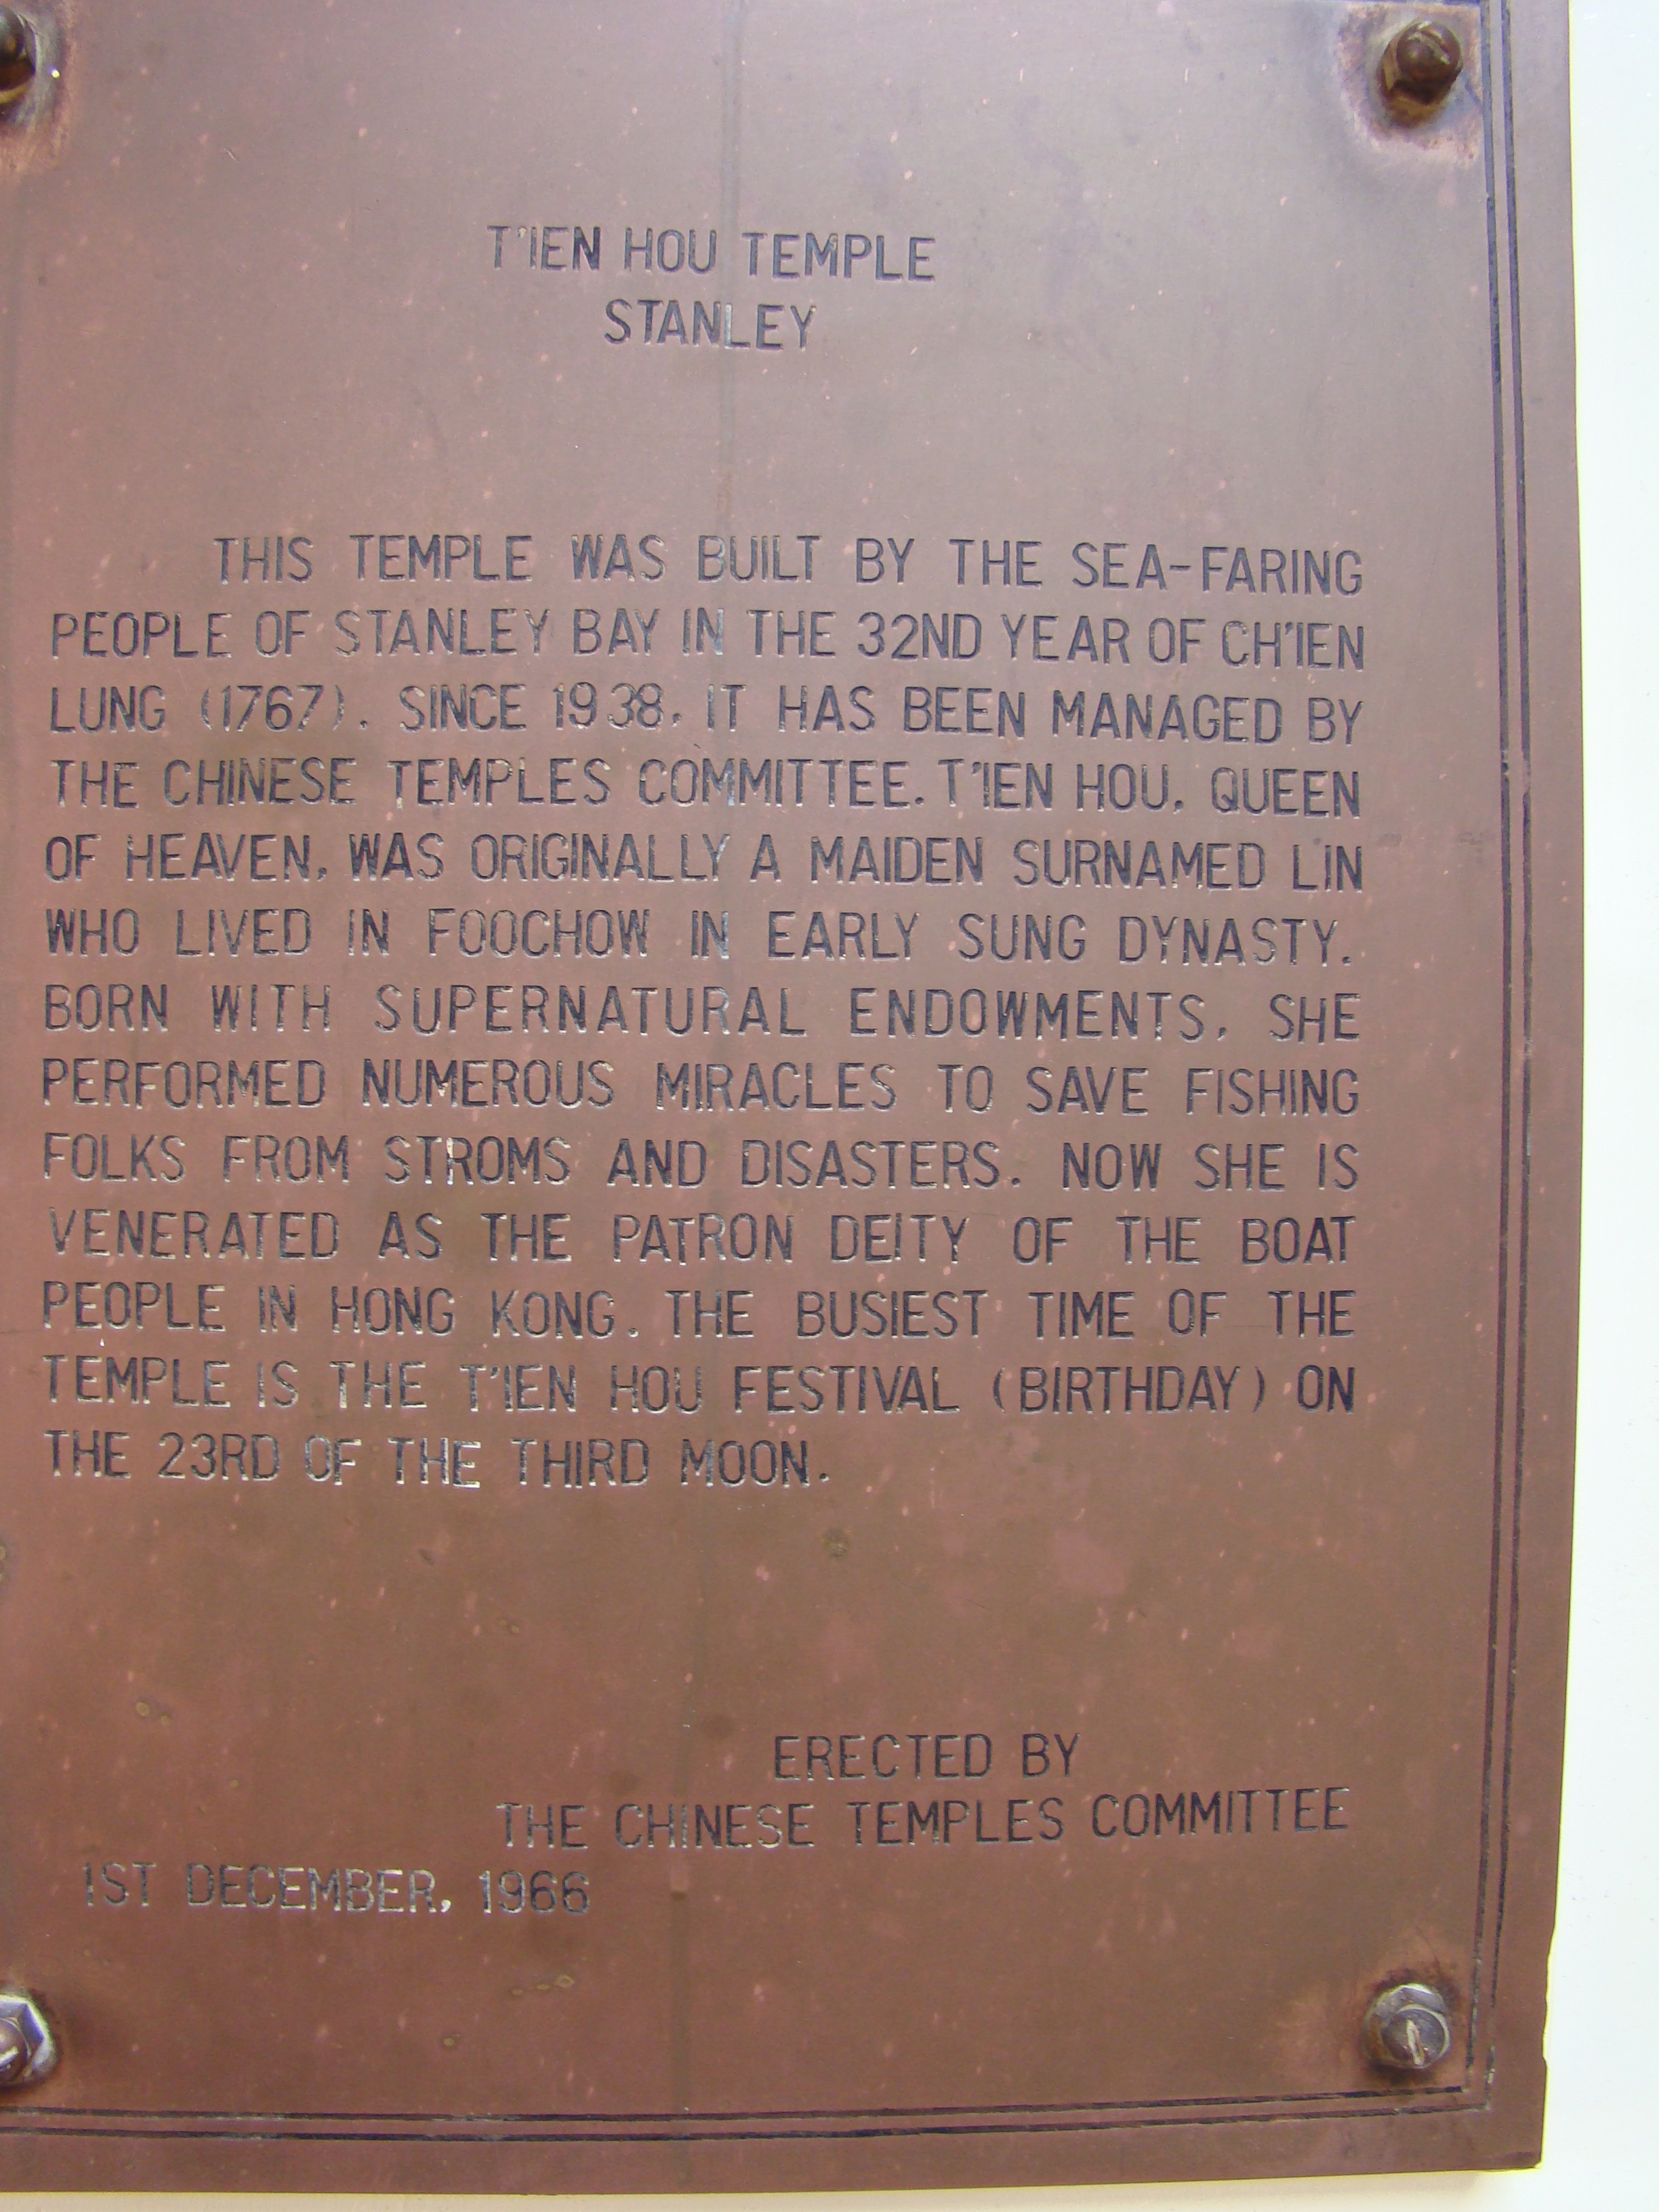 T'IEN HOU TEMPLE
STANLEY
THIS TEMPLE WAS BUILT BY THE SEA-FARING
PEOPLE OF STANLEY BAY IN THE 32ND YEAR OF CH'IEN
LUNG (1767). SINCE 1938, IT HAS BEEN MANAGED BY
THE CHINESE TEMPLES COMMITTEE. T'IEN HOU, QUEEN
OF HEAVEN, WAS ORIGINALLY A MAIDEN SURNAMED LIN
WHO LIVED IN FOOCHOW IN EARLY SUNG DYNASTY.
BORN WITH SUPERNATURAL ENDOWMENTS, SHE
PERFORMED NUMEROUS MIRACLES TO SAVE FISHING
FOLKS FROM STROMS AND DISASTERS. NOW SHE IS
VENERATED AS THE PATRON DEITY OF THE BOAT
PEOPLE IN HONG KONG. THE BUSIEST TIME OF THE
TEMPLE IS THE T'IEN HOU FESTIVAL (BIRTHDAY) ON
THE 23RD OF THE THIRD MOON.
ERECTED BY
THE CHINESE TEMPLES COMMITTEE
1ST DECEMBER, 1966